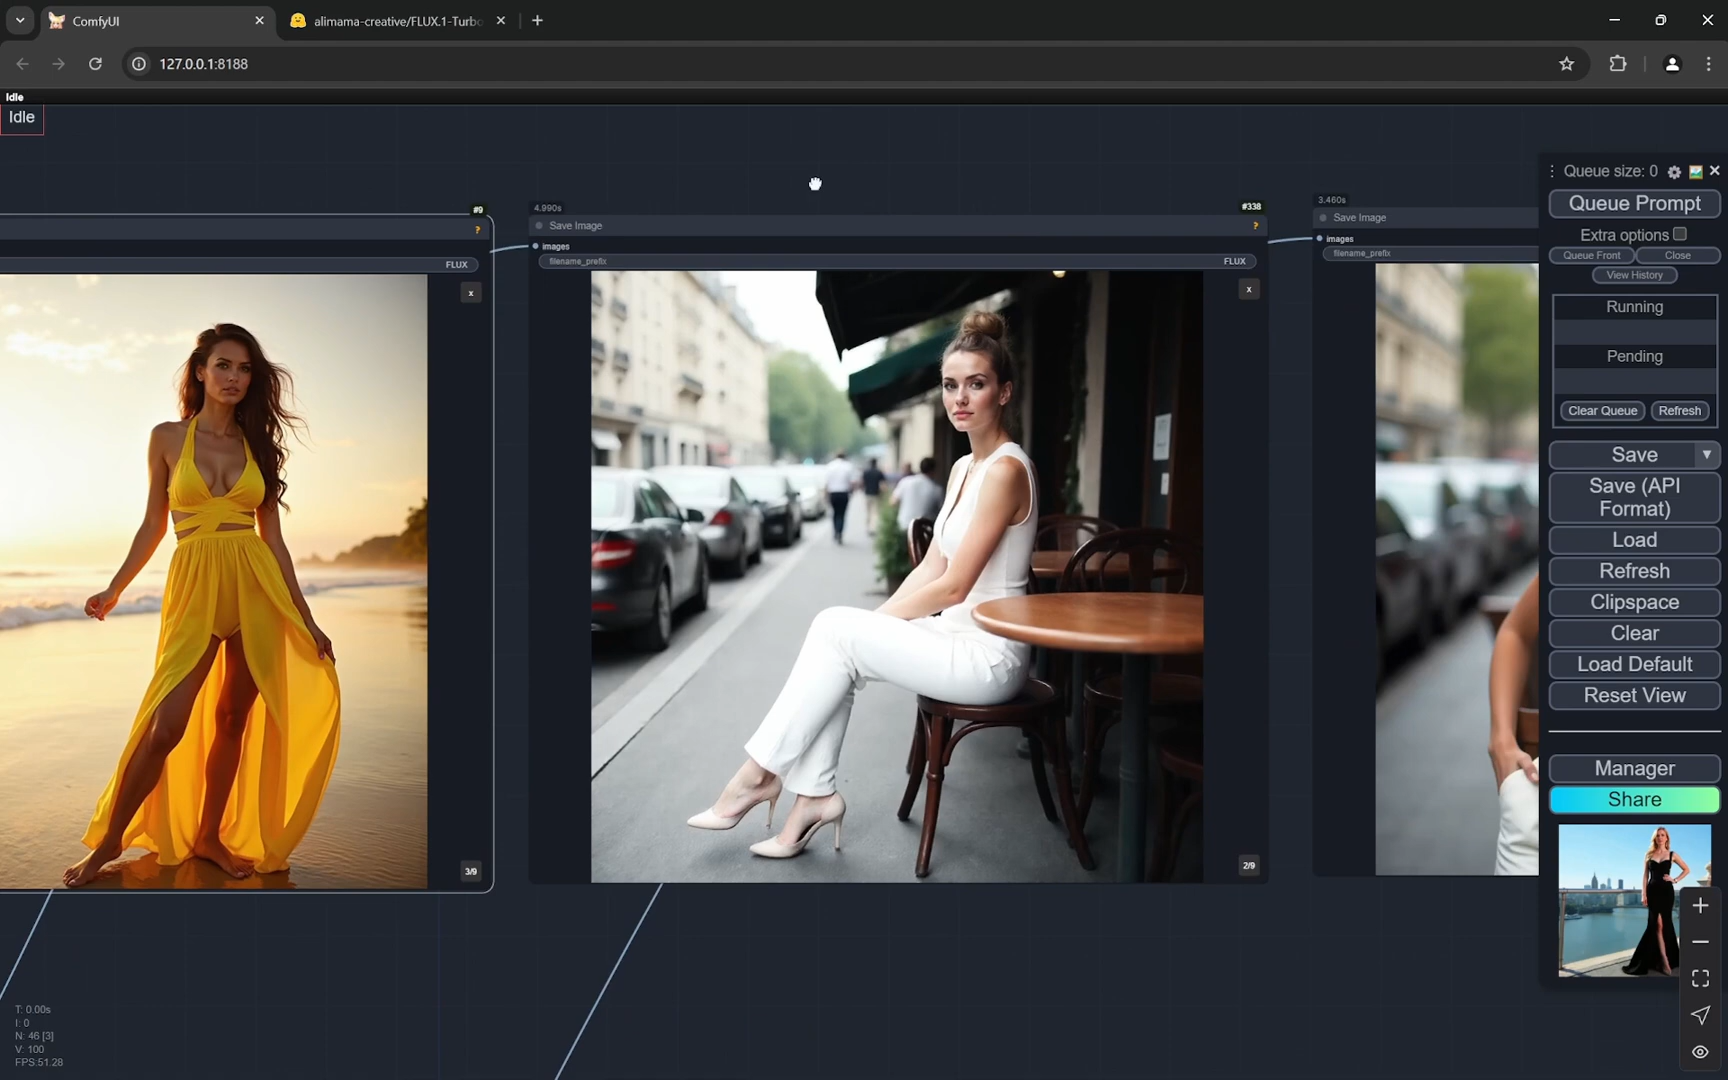 ComfyUI
alimama-creative/FLUX.1-Turbo
127.0.0.1:8188
Idle
Idle
#9
?
FLUX
x
3/9
4.990s
#338
Save Image
?
images
filename_prefix
FLUX
x
2/9
3.460s
Save Image
images
filename_prefix
Queue size: 0
Queue Prompt
Extra options
Queue Front
Close
View History
Running
Pending
Clear Queue
Refresh
Save
Save (API
Format)
Load
Refresh
Clipspace
Clear
Load Default
Reset View
Manager
Share
T: 0.00s
I: 0
N: 46 [3]
V: 100
FPS:51.28